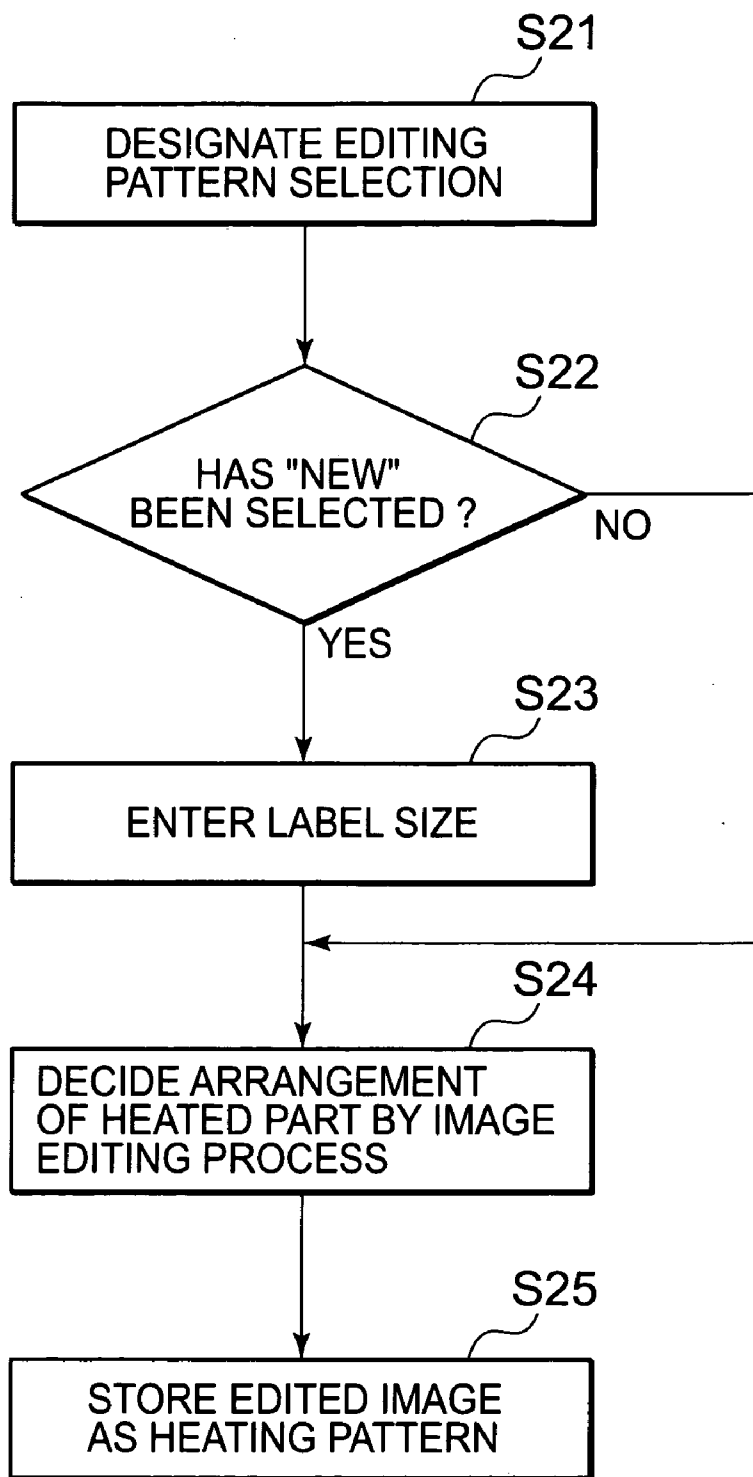 S21
DESIGNATE EDITING
PATTERN SELECTION
S22
HAS "NEW"
BEEN SELECTED ?
NO
YES
S23
ENTER LABEL SIZE
S24
DECIDE ARRANGEMENT
OF HEATED PART BY IMAGE
EDITING PROCESS
S25
STORE EDITED IMAGE
AS HEATING PATTERN